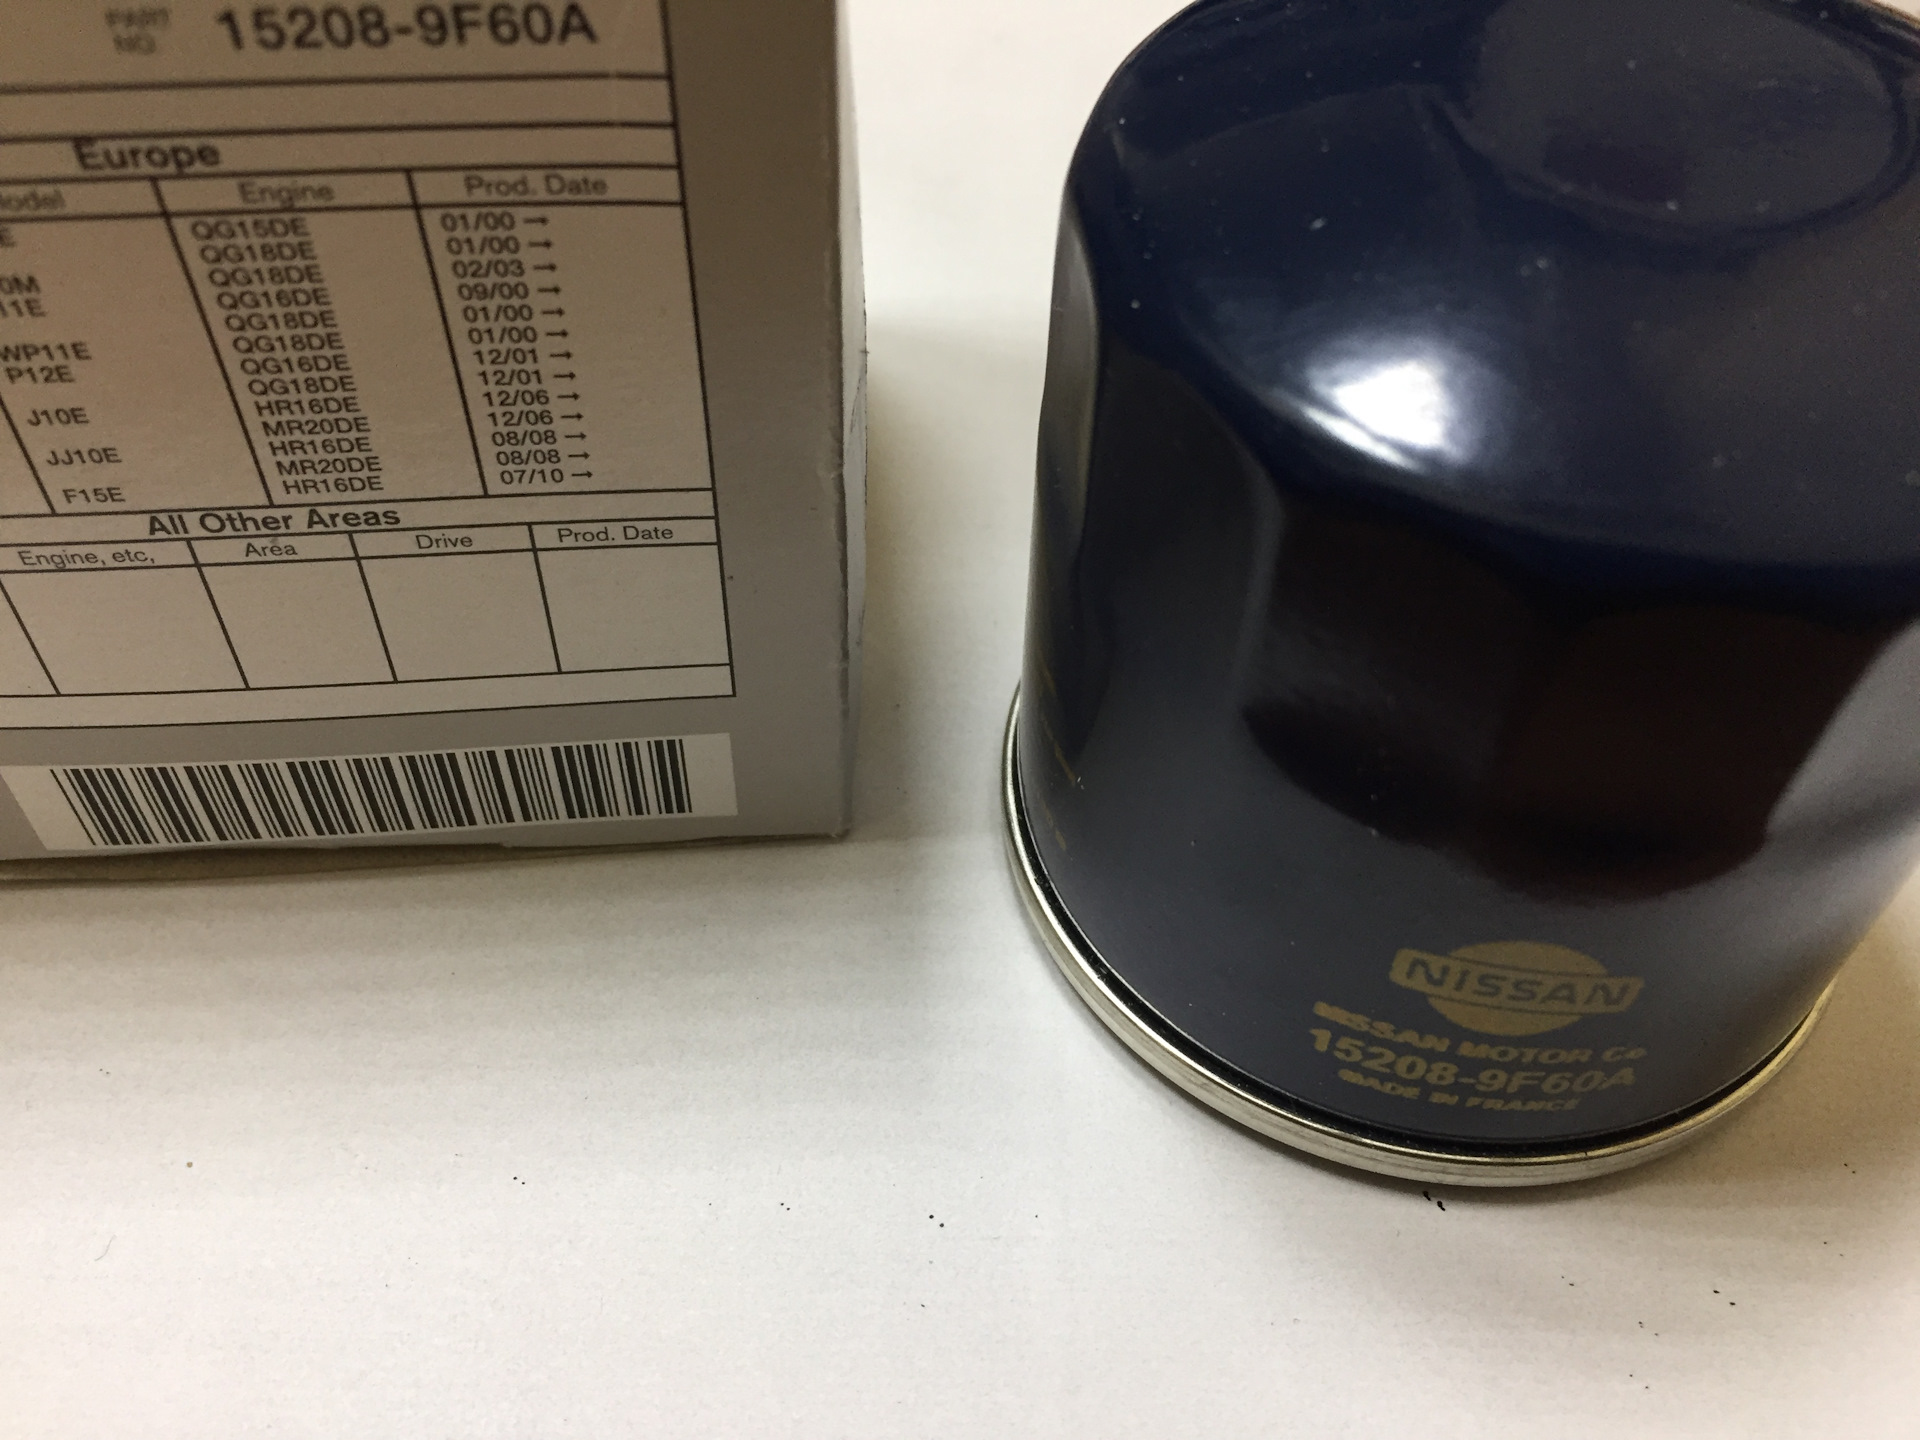 PART NO. 15208-9F60A
Europe
Engine Prod. Date
QG15DE 01/00 →
QG18DE 01/00 →
QG18DE 02/03 →
QG16DE 09/00 →
QG18DE 01/00 →
QG18DE 01/00 →
WP11E QG16DE 12/01 →
P12E QG18DE 12/01 →
HR16DE 12/06 →
J10E MR20DE 12/06 →
HR16DE 08/08 →
JJ10E MR20DE 08/08 →
F15E HR16DE 07/10 →
All Other Areas
Engine, etc, Area Drive Prod. Date
NISSAN
NISSAN MOTOR Co
15208-9F60A
MADE IN FRANCE